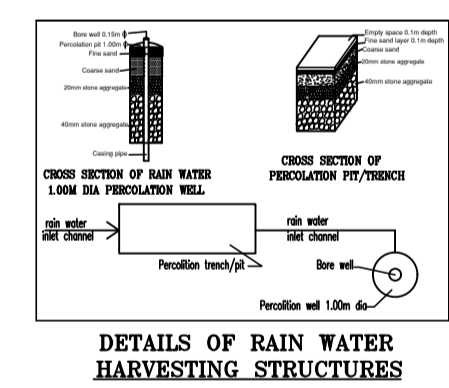 Bore well 0.15m ϕ
Percolation pit 1.00m ϕ
Fine sand
Coarse sand
20mm stone aggregate
40mm stone aggregate
Casing pipe
CROSS SECTION OF RAIN WATER
1.00M DIA PERCOLATION WELL
Empty space 0.1m depth
Fine sand layer 0.1m depth
Coarse sand
20mm stone aggregate
40mm stone aggregate
CROSS SECTION OF
PERCOLATION PIT/TRENCH
rain water
inlet channel
Percolition trench/pit
rain water
inlet channel
Bore well
Percolition well 1.00m dia
DETAILS OF RAIN WATER
HARVESTING STRUCTURES